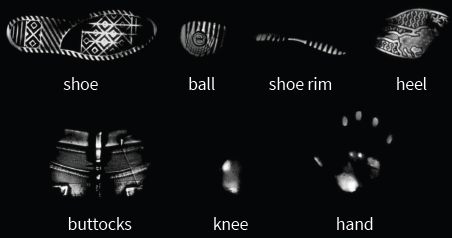 shoe
ball
shoe rim
heel
buttocks
knee
hand